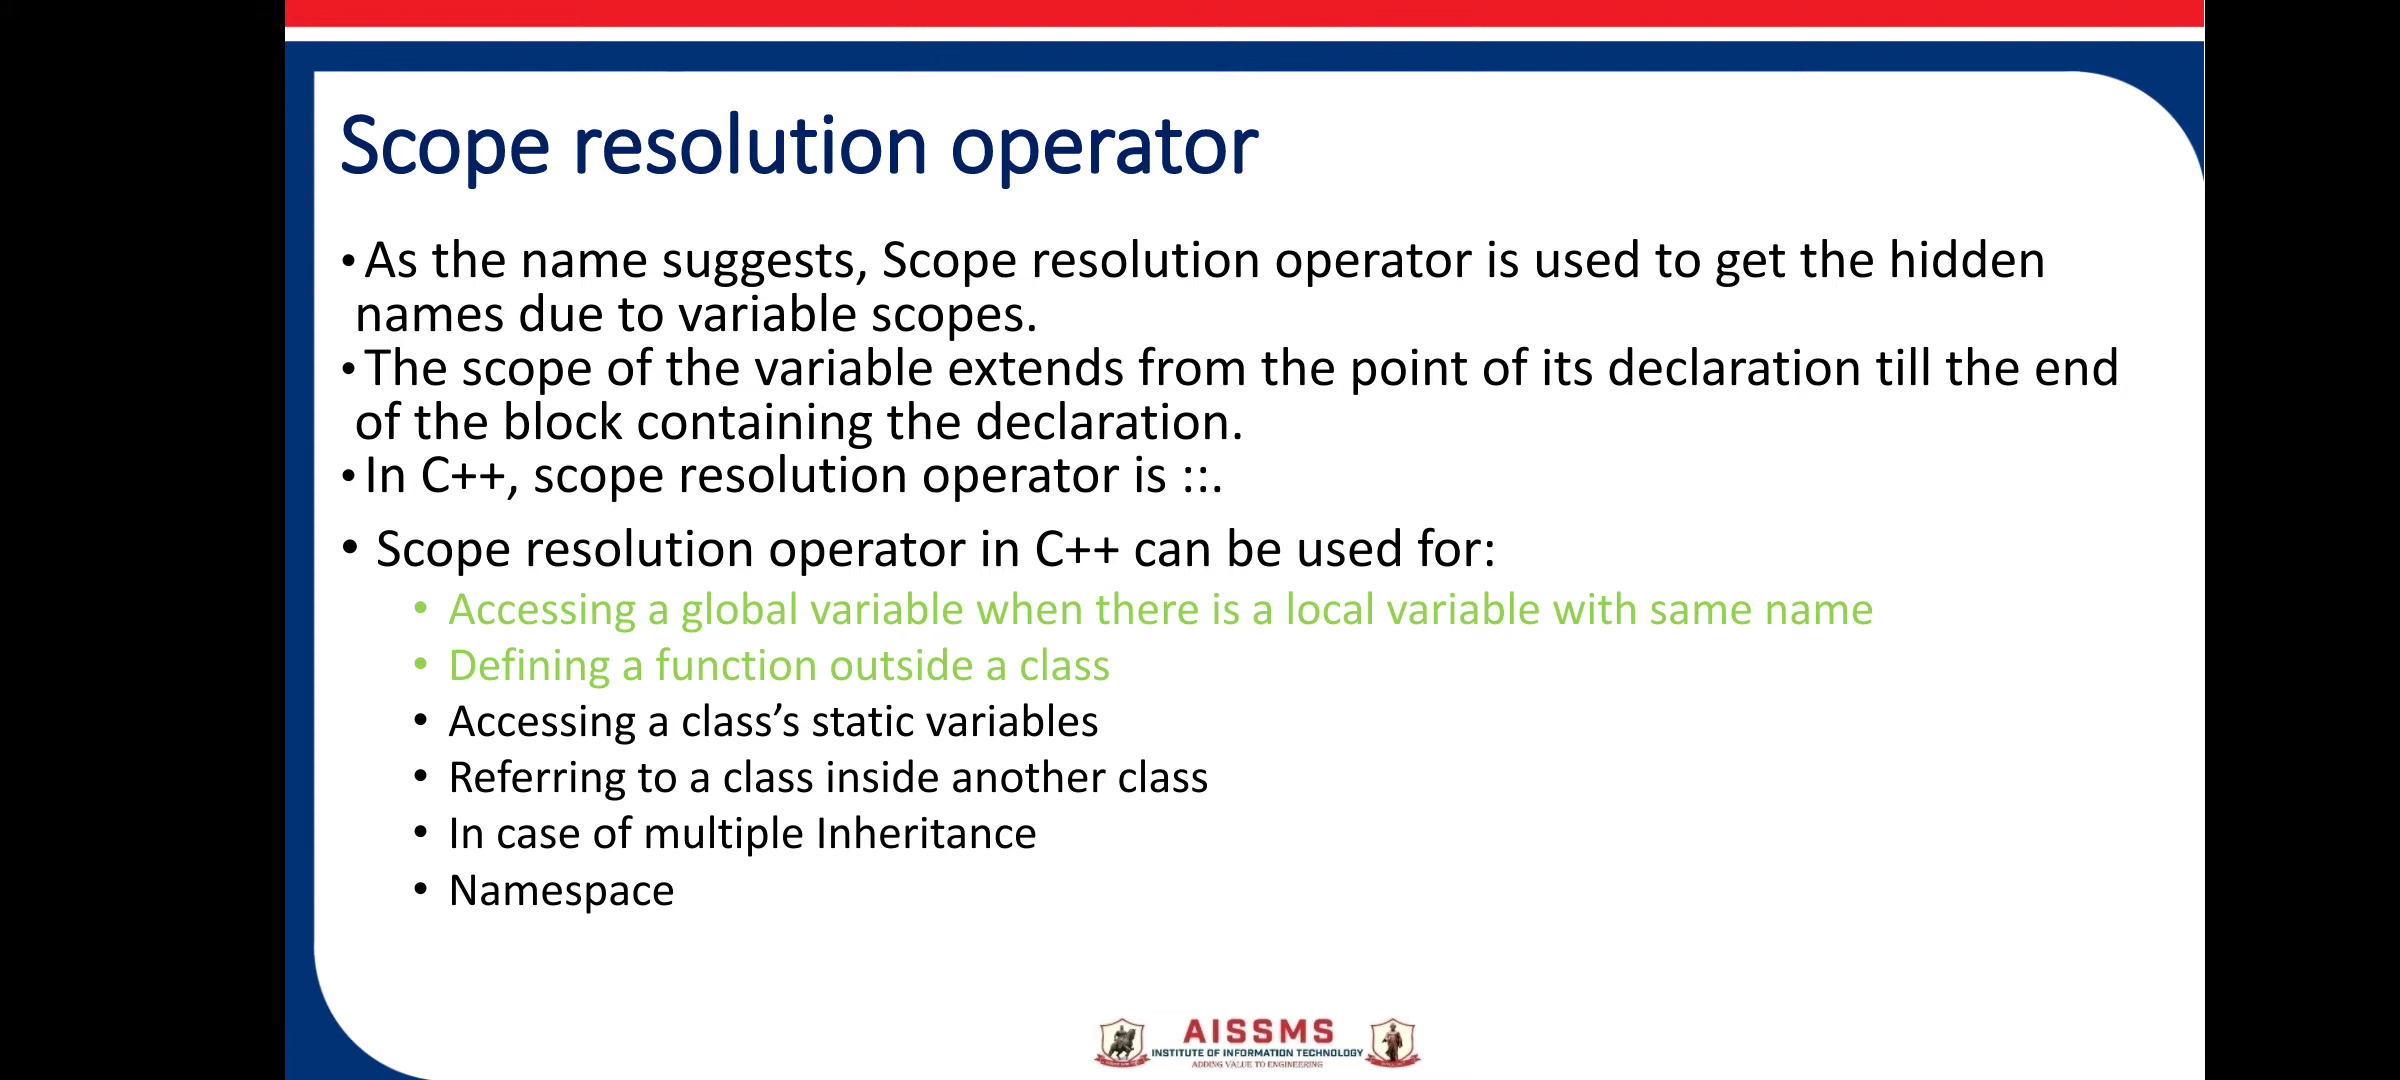 Scope resolution operator
• As the name suggests, Scope resolution operator is used to get the hidden
names due to variable scopes.
• The scope of the variable extends from the point of its declaration till the end
of the block containing the declaration.
• In C++, scope resolution operator is ::.
• Scope resolution operator in C++ can be used for:
• Accessing a global variable when there is a local variable with same name
• Defining a function outside a class
• Accessing a class’s static variables
• Referring to a class inside another class
• In case of multiple Inheritance
• Namespace
AISSMS
INSTITUTE OF INFORMATION TECHNOLOGY
ADDING VALUE TO ENGINEERING